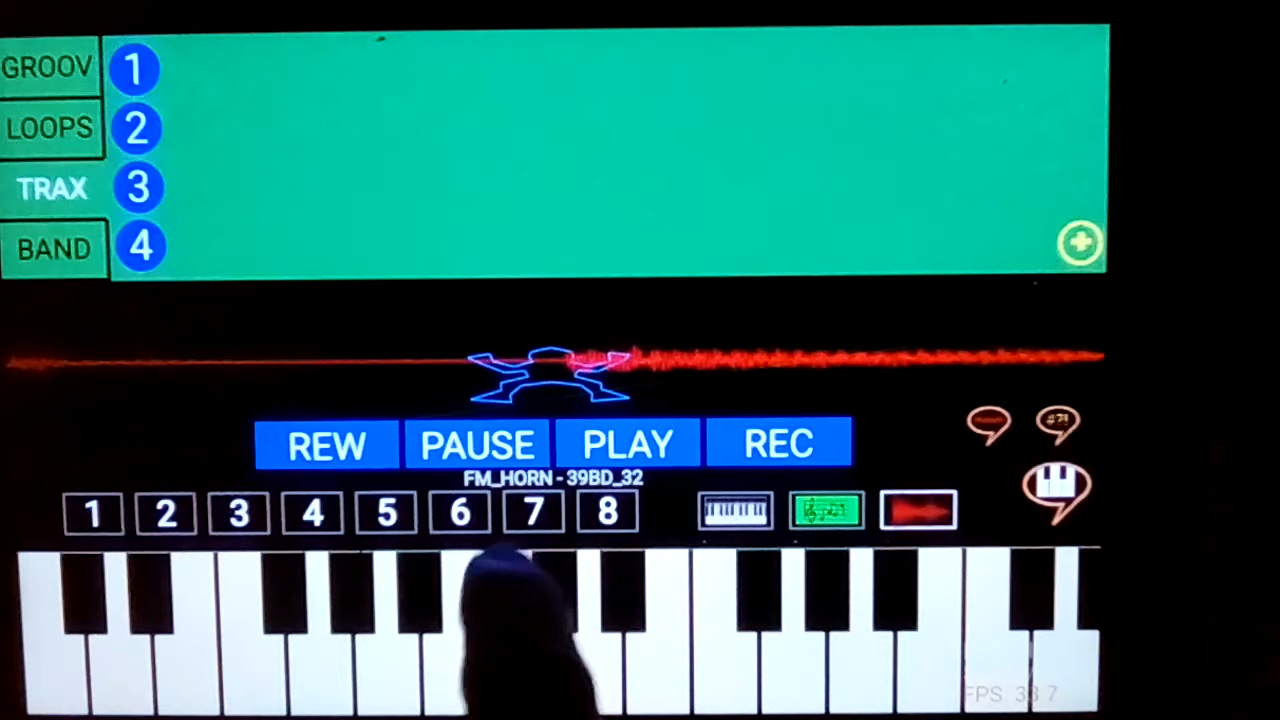 GROOV 1
LOOPS 2
TRAX 3
BAND 4
REW PAUSE PLAY REC
FM_HORN - 39BD_32
1 2 3 4 5 6 7 8
#?!